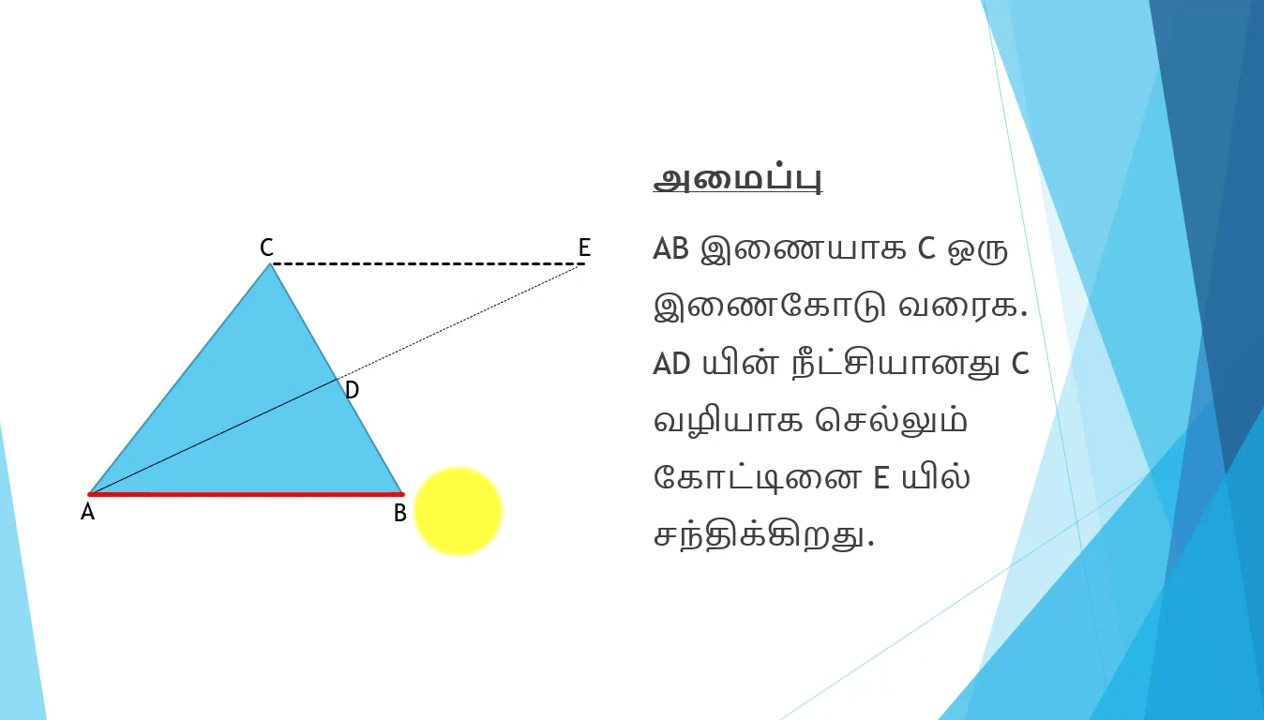 அமைப்பு
AB இணையாக C ஒரு
இணைகோடு வரைக.
AD யின் நீட்சியானது C
வழியாக செல்லும்
கோட்டினை E யில்
சந்திக்கிறது.
C
E
D
A
B